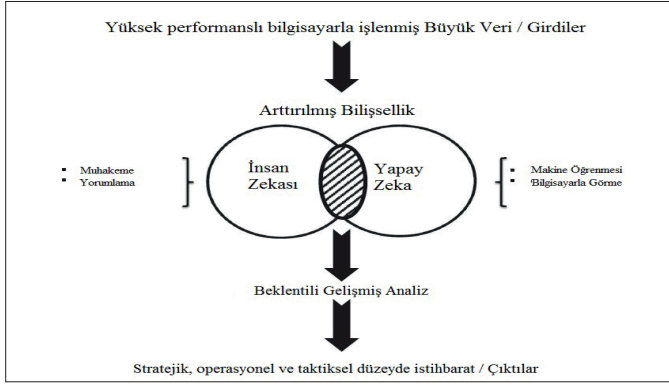 Yüksek performanslı bilgisayarla işlenmiş Büyük Veri / Girdiler
Arttırılmış Bilişsellik
İnsan
Zekası
Yapay
Zeka
Muhakeme
Yorumlama
Makine Öğrenmesi
Bilgisayarla Görme
Beklentili Gelişmiş Analiz
Stratejik, operasyonel ve taktiksel düzeyde istihbarat / Çıktılar